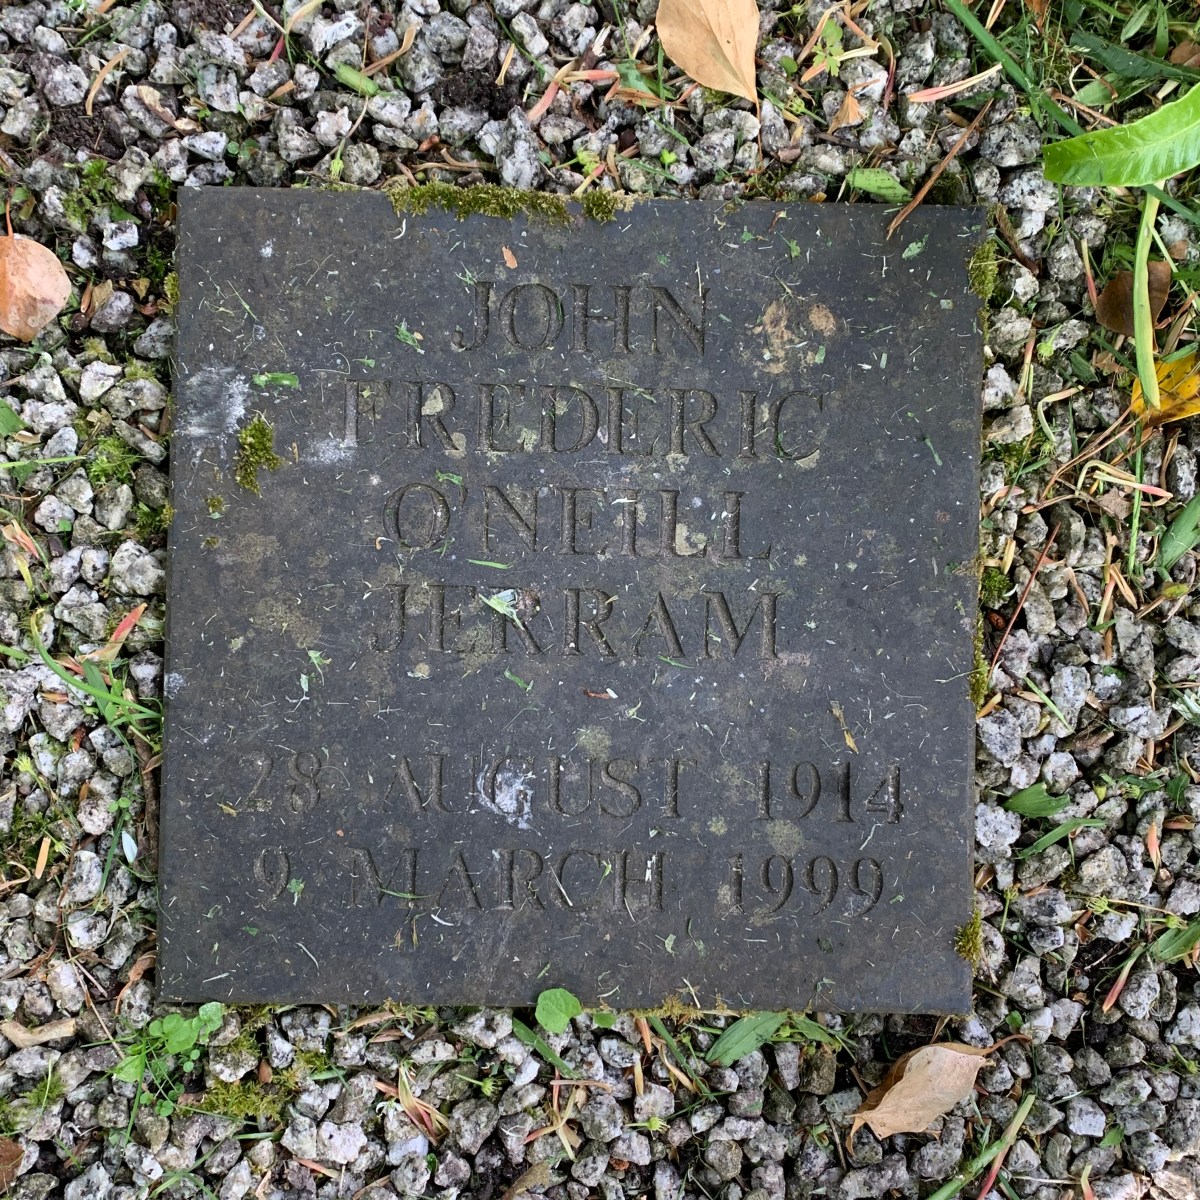 JOHN
FREDERIC
O'NEILL
JERRAM
28 AUGUST 1914
9 MARCH 1999